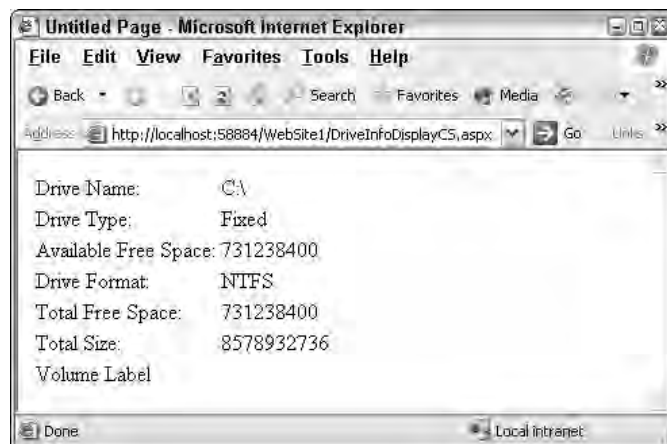 Untitled Page - Microsoft Internet Explorer
File Edit View Favorites Tools Help
Back Search Favorites Media
Address http://localhost:58884/WebSite1/DriveInfoDisplayCS.aspx Go Links
Drive Name: C:\
Drive Type: Fixed
Available Free Space: 731238400
Drive Format: NTFS
Total Free Space: 731238400
Total Size: 8578932736
Volume Label
Done Local intranet